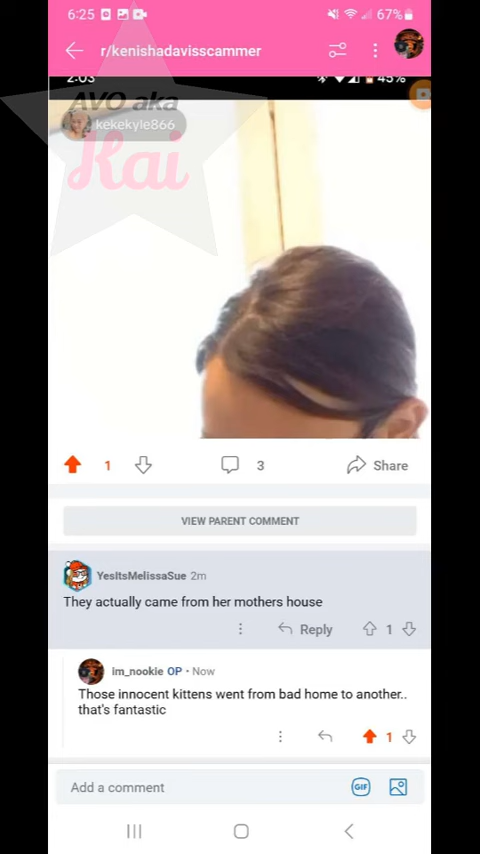 6:25
67%
r/kenishadavisscammer
2:03
45%
AVO aka
kekekyle866
Kai
1
3
Share
VIEW PARENT COMMENT
YesItsMelissaSue 2m
They actually came from her mothers house
Reply
1
im_nookie OP • Now
Those innocent kittens went from bad home to another..
that's fantastic
1
Add a comment
GIF